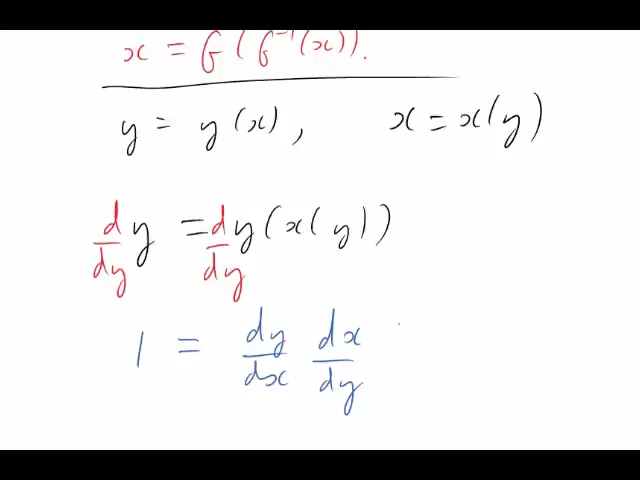 x = f(f⁻¹(x)).
y = y(x), x = x(y)
d/dy y = d/dy y(x(y))
1 = dy/dx dx/dy